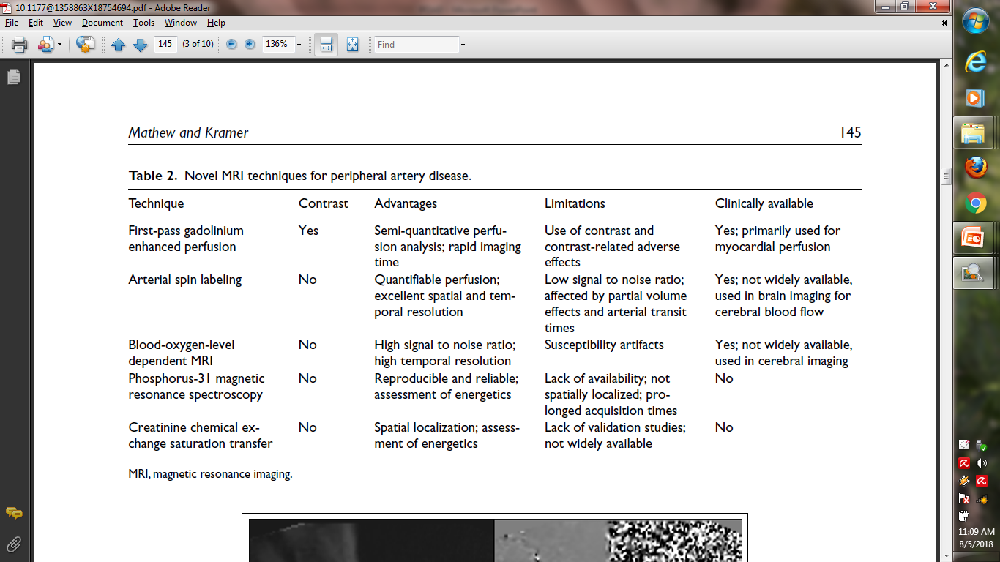 10.1177@1358863X18754694.pdf - Adobe Reader
File Edit View Document Tools Window Help
145 (3 of 10) 136% Find
Mathew and Kramer 145
Table 2. Novel MRI techniques for peripheral artery disease.
Technique Contrast Advantages Limitations Clinically available
First-pass gadolinium Yes Semi-quantitative perfu- Use of contrast and Yes; primarily used for
enhanced perfusion sion analysis; rapid imaging contrast-related adverse myocardial perfusion
time effects
Arterial spin labeling No Quantifiable perfusion; Low signal to noise ratio; Yes; not widely available,
excellent spatial and tem- affected by partial volume used in brain imaging for
poral resolution effects and arterial transit cerebral blood flow
times
Blood-oxygen-level No High signal to noise ratio; Susceptibility artifacts Yes; not widely available,
dependent MRI high temporal resolution used in cerebral imaging
Phosphorus-31 magnetic No Reproducible and reliable; Lack of availability; not No
resonance spectroscopy assessment of energetics spatially localized; pro-
longed acquisition times
Creatinine chemical ex- No Spatial localization; assess- Lack of validation studies; No
change saturation transfer ment of energetics not widely available
MRI, magnetic resonance imaging.
11:09 AM
8/5/2018